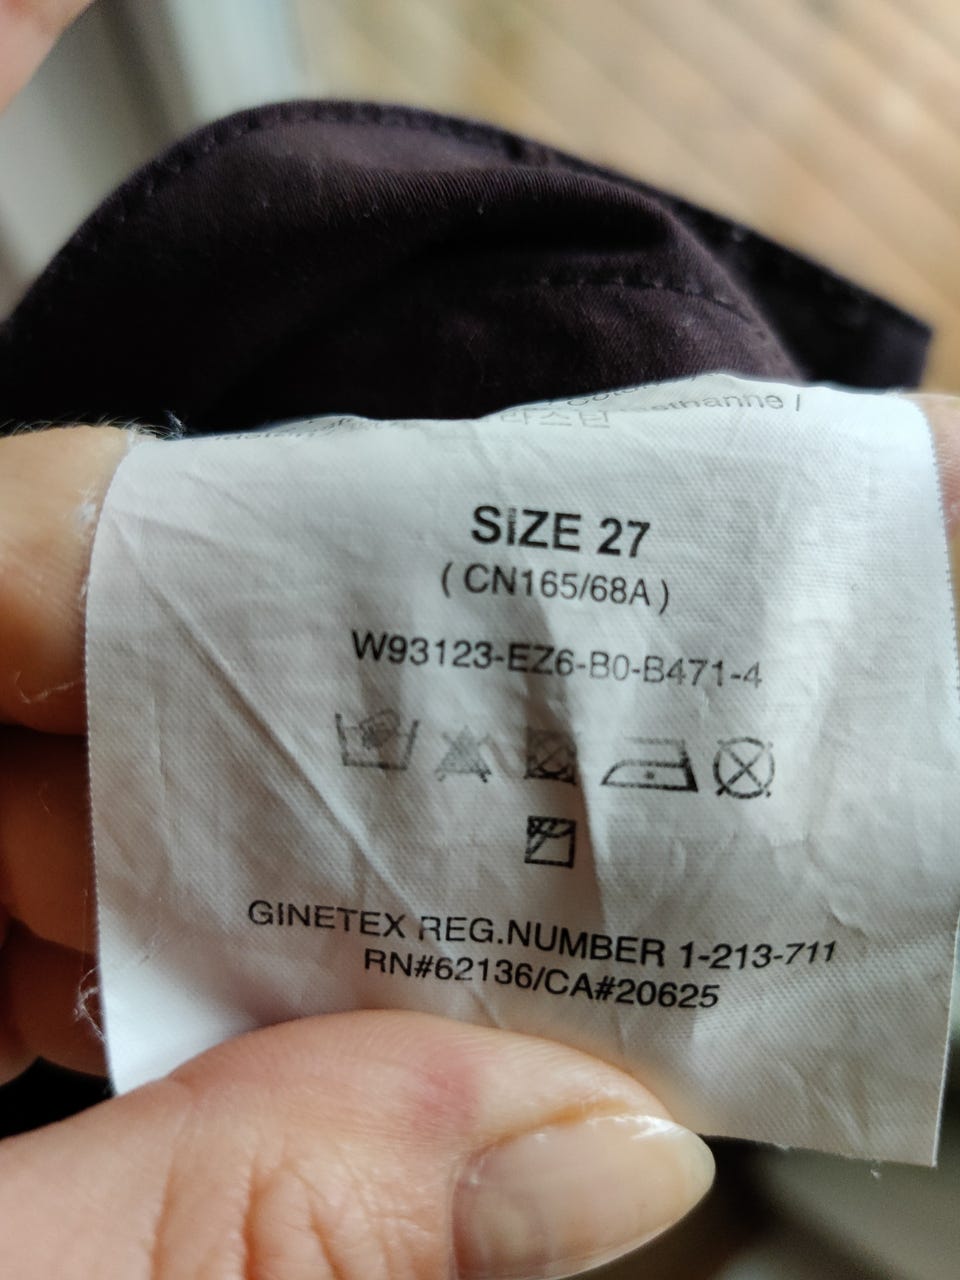 SIZE 27
( CN165/68A )
W93123-EZ6-B0-B471-4
GINETEX REG.NUMBER 1-213-711
RN#62136/CA#20625